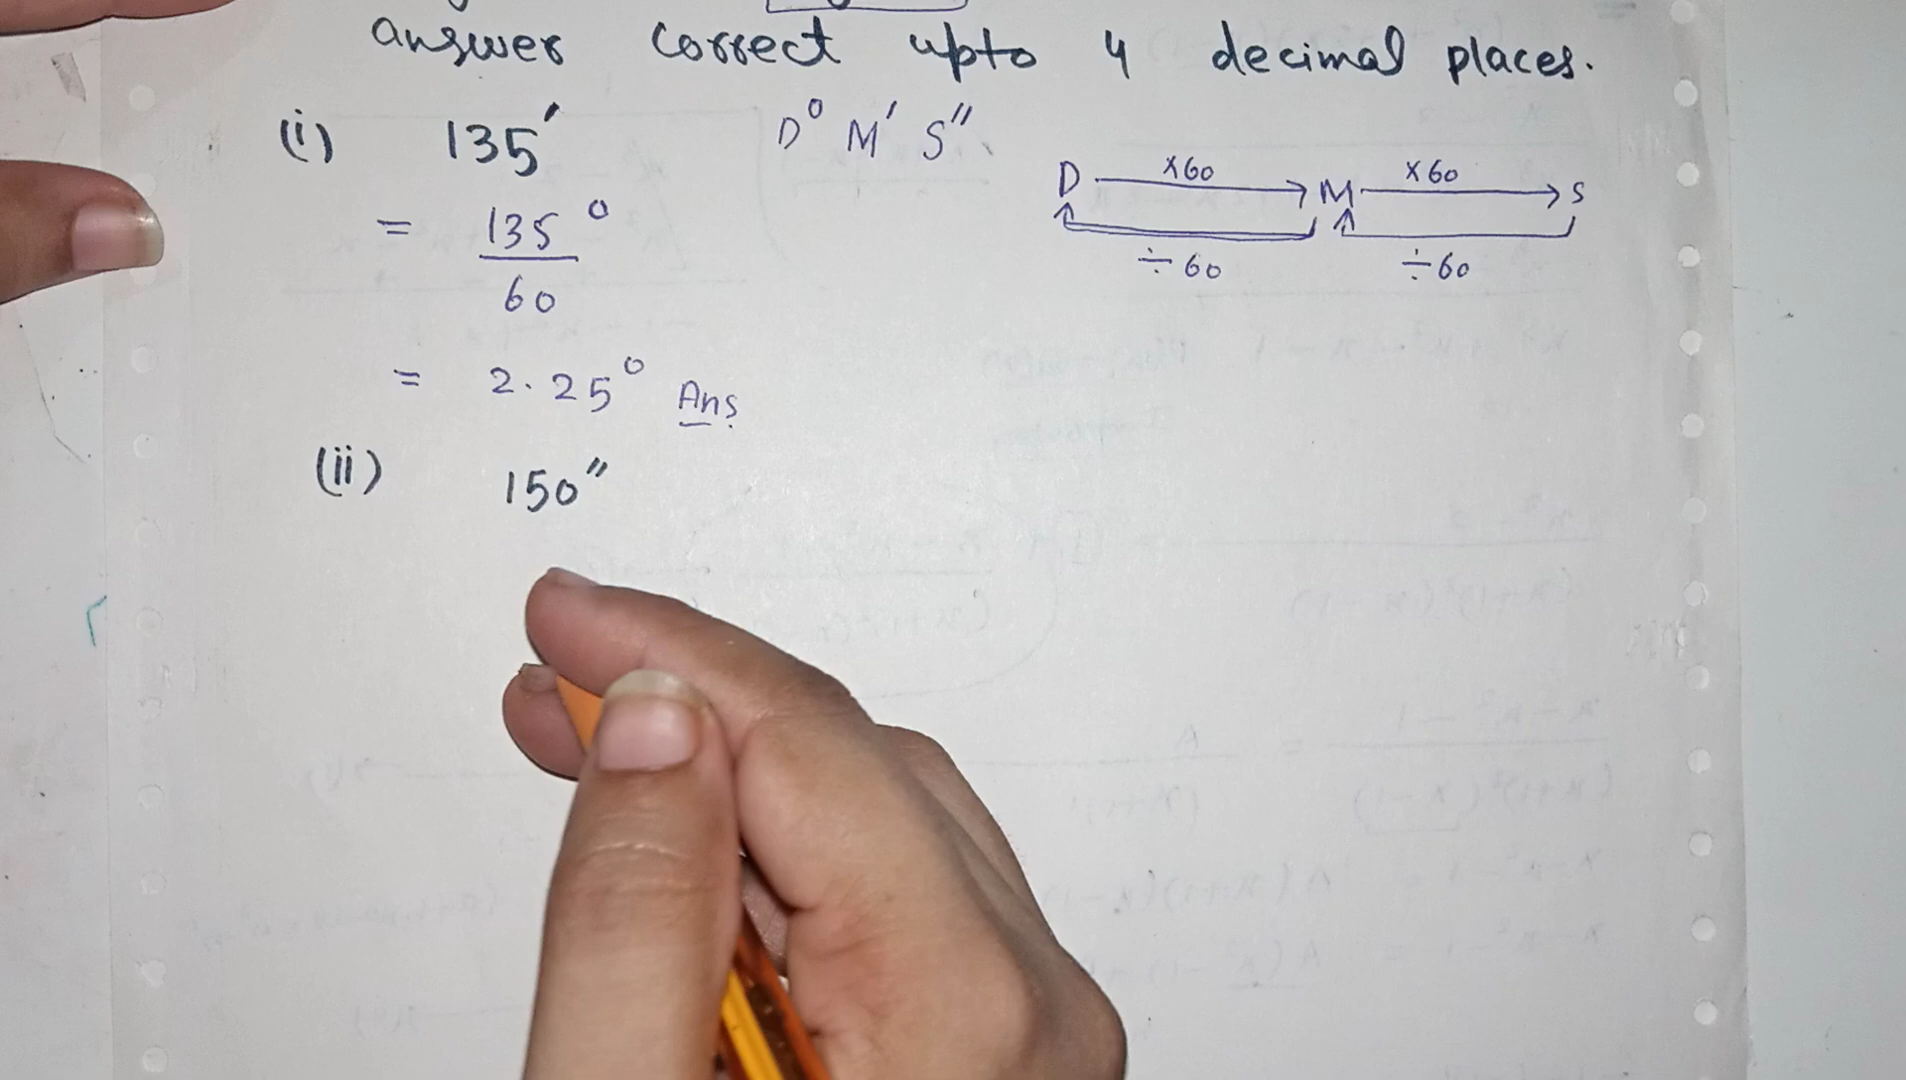 answer correct upto 4 decimal places.
(i) 135′ D° M′ S″
D ×60 M ×60 S
÷60 ÷60
= 135°
60
= 2.25° Ans
(ii) 150″